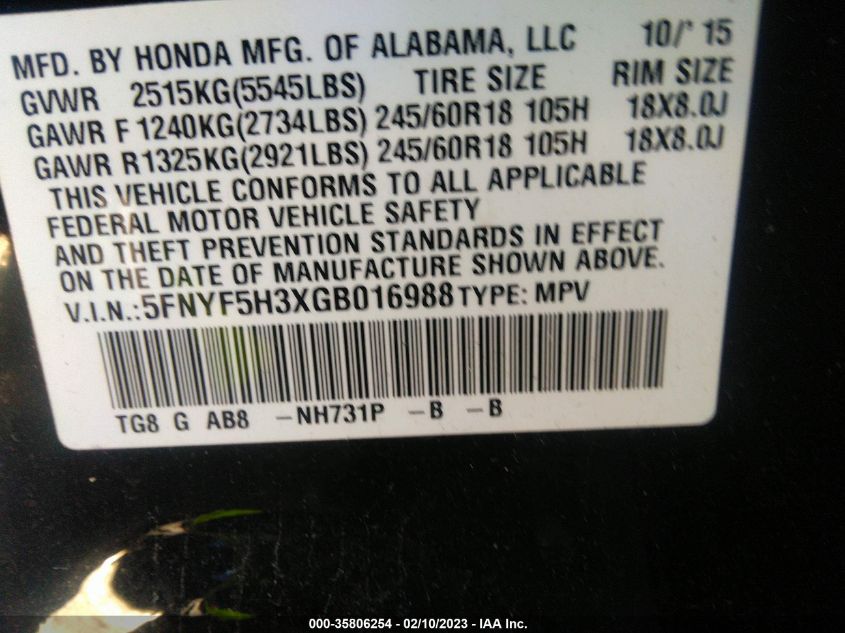 MFD. BY HONDA MFG. OF ALABAMA, LLC 10/'15
GVWR 2515KG(5545LBS) TIRE SIZE RIM SIZE
GAWR F 1240KG(2734LBS) 245/60R18 105H 18X8.0J
GAWR R1325KG(2921LBS) 245/60R18 105H 18X8.0J
THIS VEHICLE CONFORMS TO ALL APPLICABLE
FEDERAL MOTOR VEHICLE SAFETY
AND THEFT PREVENTION STANDARDS IN EFFECT
ON THE DATE OF MANUFACTURE SHOWN ABOVE.
V.I.N.:5FNYF5H3XGB016988 TYPE: MPV
TG8 G AB8 -NH731P -B -B
000-35806254 - 02/10/2023 - IAA Inc.